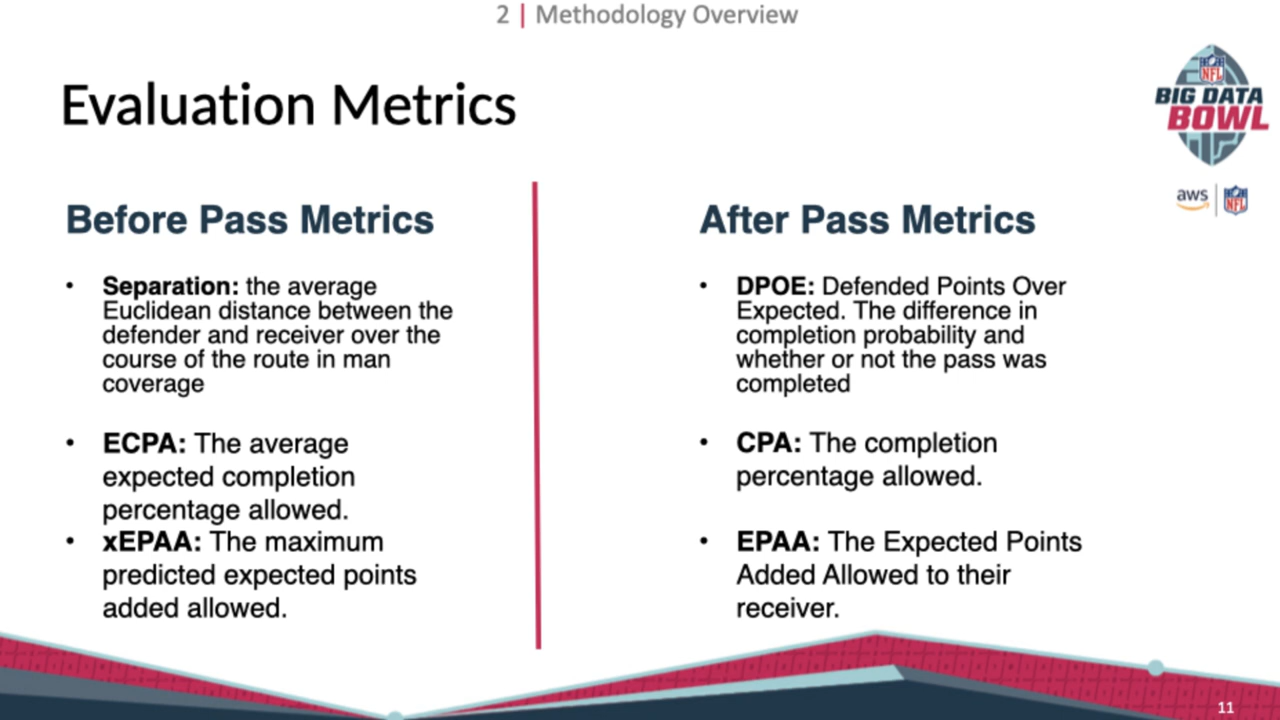 2 | Methodology Overview
Evaluation Metrics
NFL
BIG DATA
BOWL
aws
NFL
Before Pass Metrics
• Separation: the average
Euclidean distance between the
defender and receiver over the
course of the route in man
coverage
• ECPA: The average
expected completion
percentage allowed.
• xEPAA: The maximum
predicted expected points
added allowed.
After Pass Metrics
• DPOE: Defended Points Over
Expected. The difference in
completion probability and
whether or not the pass was
completed
• CPA: The completion
percentage allowed.
• EPAA: The Expected Points
Added Allowed to their
receiver.
11